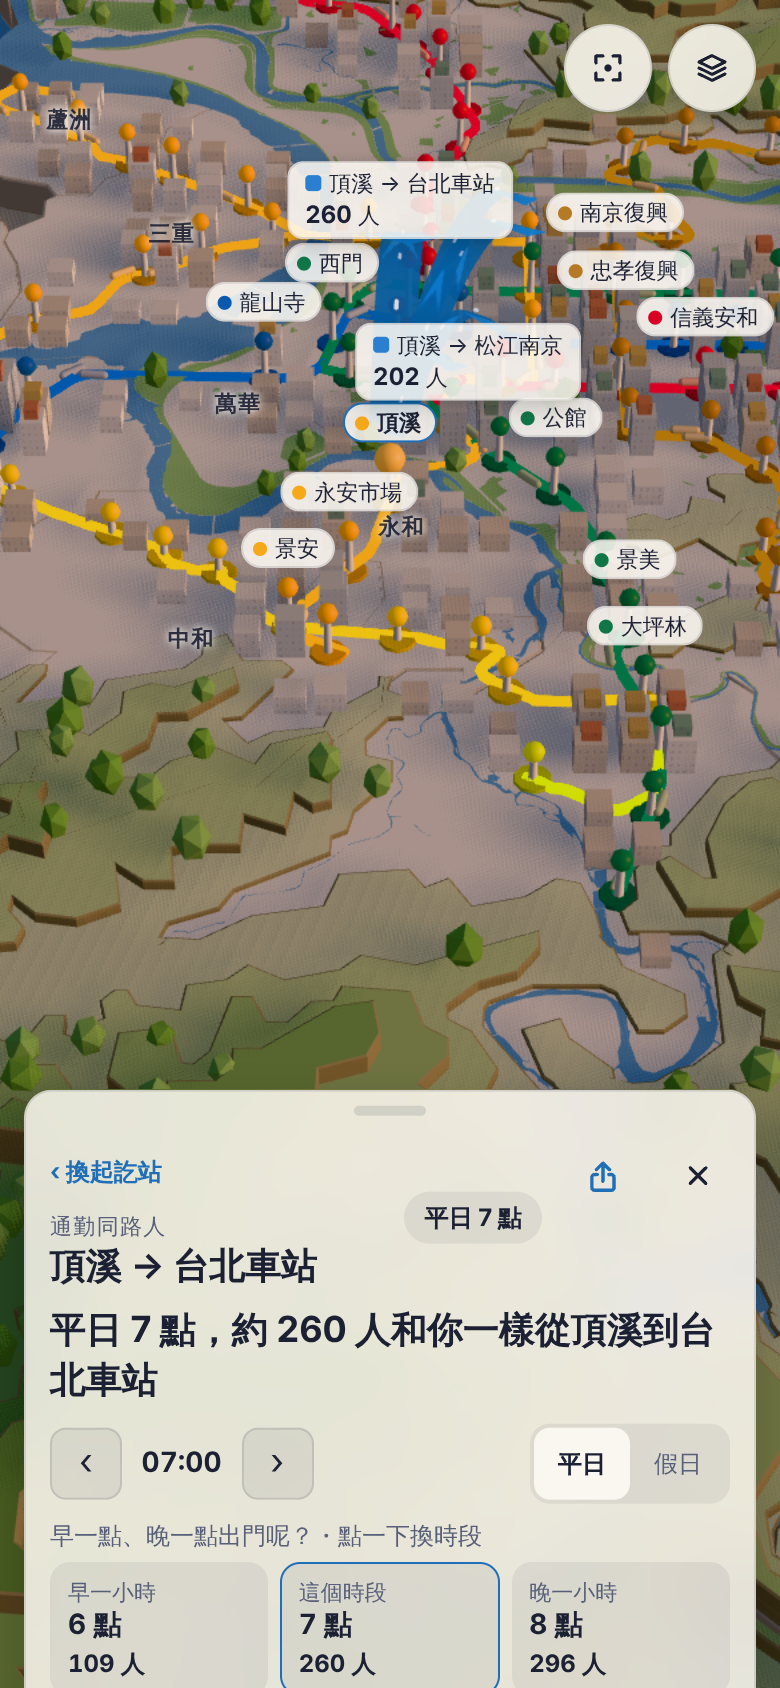 蘆洲
頂溪 → 台北車站
260 人
南京復興
三重
西門
忠孝復興
龍山寺
信義安和
頂溪 → 松江南京
202 人
萬華
頂溪
公館
永安市場
永和
景安
景美
大坪林
中和
‹ 換起訖站
平日 7 點
通勤同路人
頂溪 → 台北車站
平日 7 點，約 260 人和你一樣從頂溪到台
北車站
‹ 07:00 › 平日 假日
早一點、晚一點出門呢？・點一下換時段
早一小時
6 點
109 人
這個時段
7 點
260 人
晚一小時
8 點
296 人